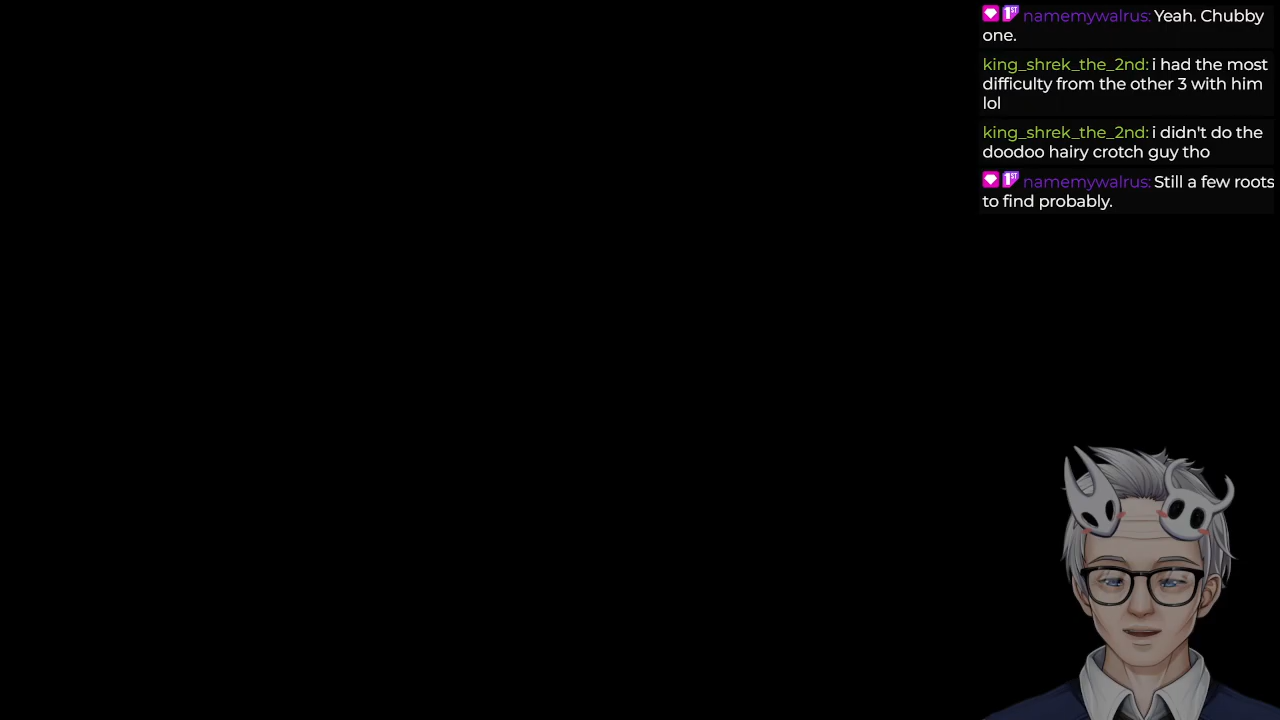 namemywalrus: Yeah. Chubby
one.
king_shrek_the_2nd: i had the most
difficulty from the other 3 with him
lol
king_shrek_the_2nd: i didn't do the
doodoo hairy crotch guy tho
namemywalrus: Still a few roots
to find probably.